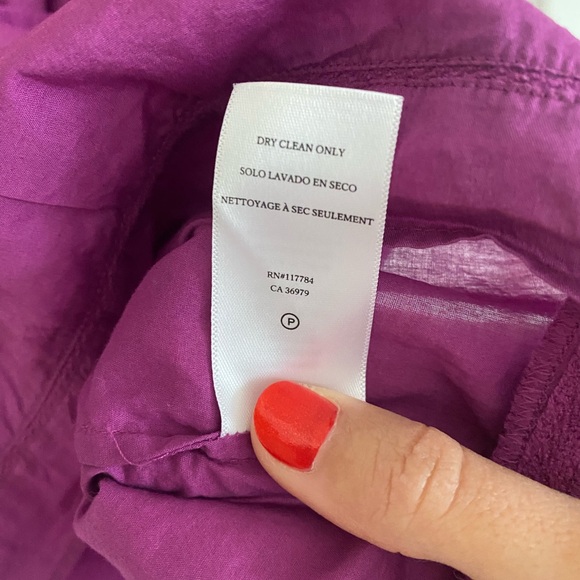 DRY CLEAN ONLY
SOLO LAVADO EN SECO
NETTOYAGE À SEC SEULEMENT
RN#117784
CA 36979
P